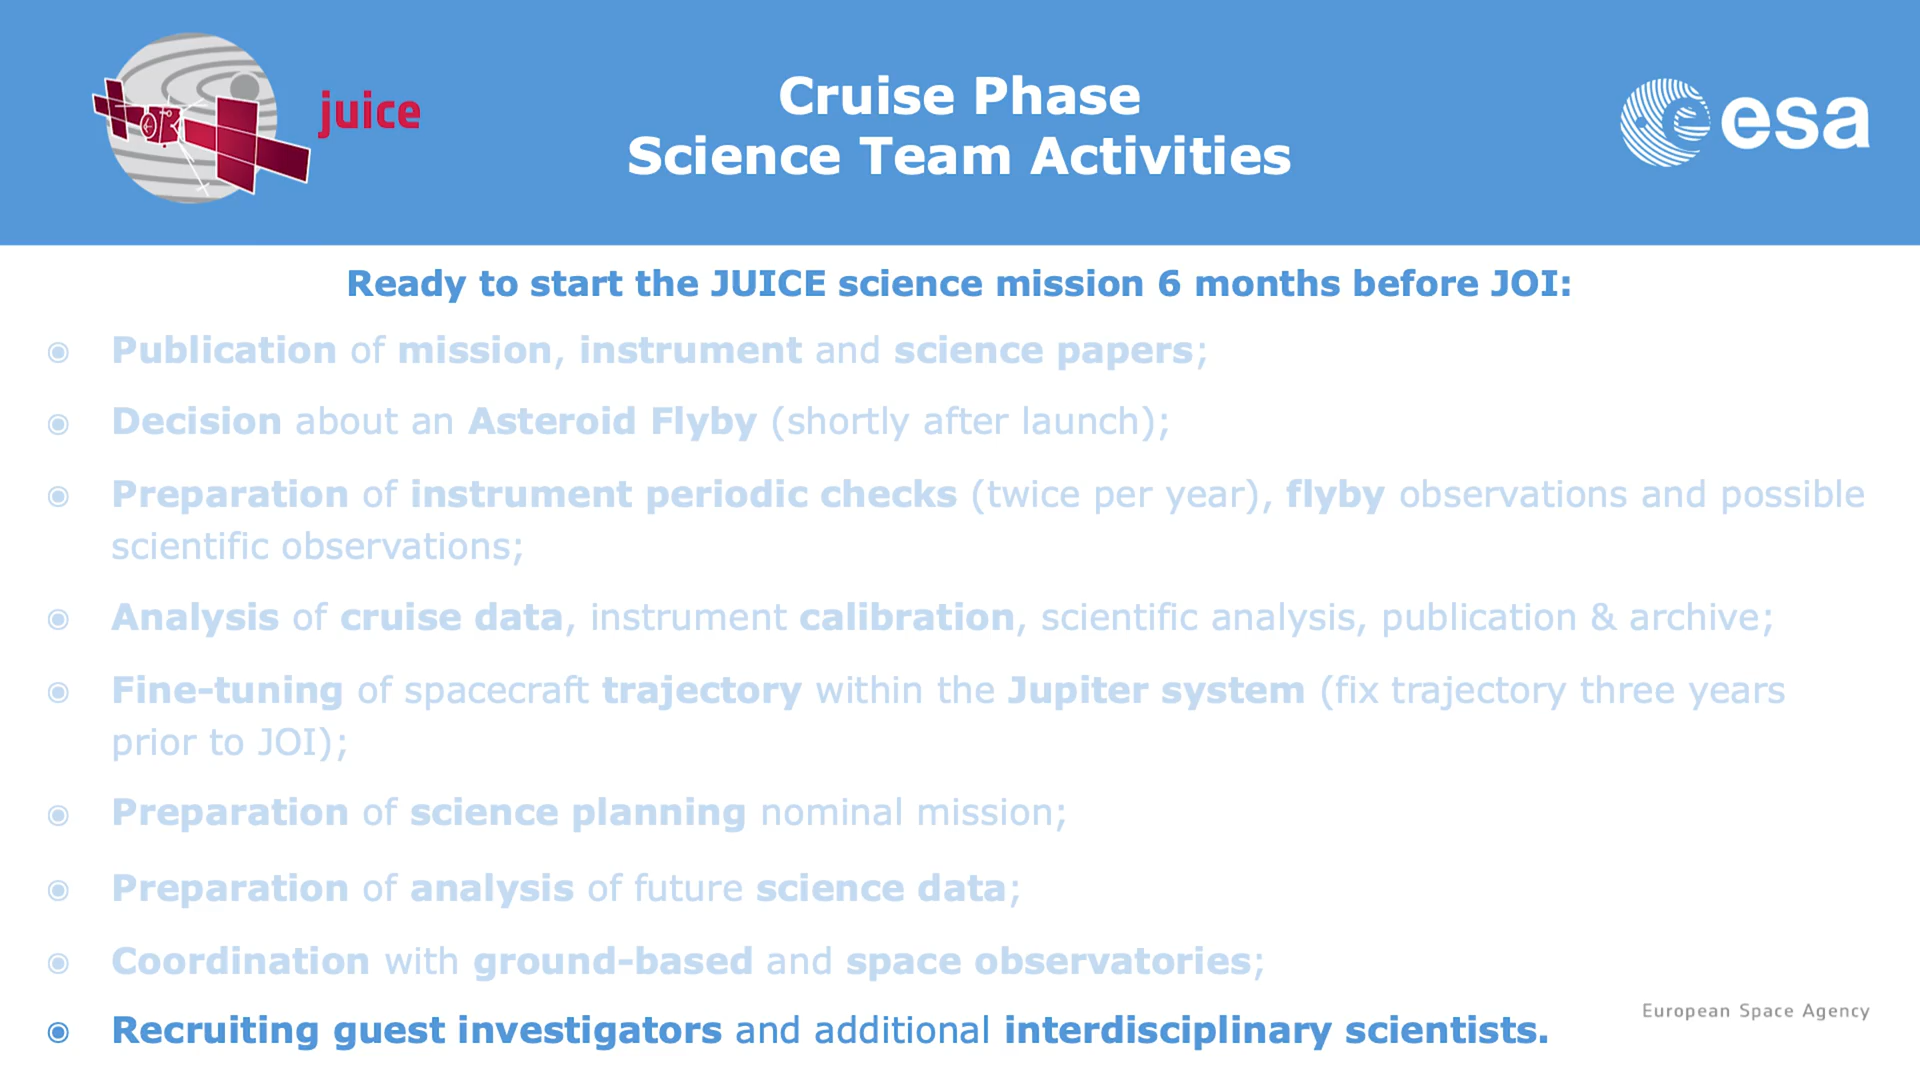 juice
Cruise Phase
Science Team Activities
esa
Ready to start the JUICE science mission 6 months before JOI:
Publication of mission, instrument and science papers;
Decision about an Asteroid Flyby (shortly after launch);
Preparation of instrument periodic checks (twice per year), flyby observations and possible
scientific observations;
Analysis of cruise data, instrument calibration, scientific analysis, publication & archive;
Fine-tuning of spacecraft trajectory within the Jupiter system (fix trajectory three years
prior to JOI);
Preparation of science planning nominal mission;
Preparation of analysis of future science data;
Coordination with ground-based and space observatories;
Recruiting guest investigators and additional interdisciplinary scientists.
European Space Agency